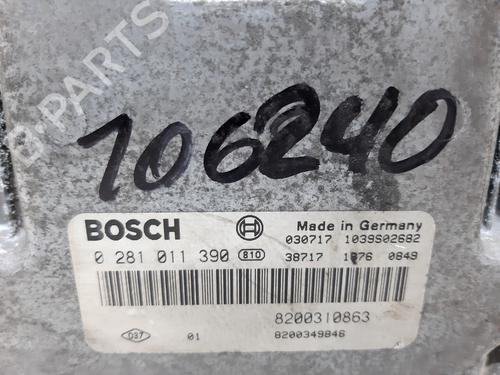 B-PARTS
106240
BOSCH Made in Germany
0 281 011 390 810 030717 1039S02682
38717 1076 0849
8200310863
037 01 8200349846